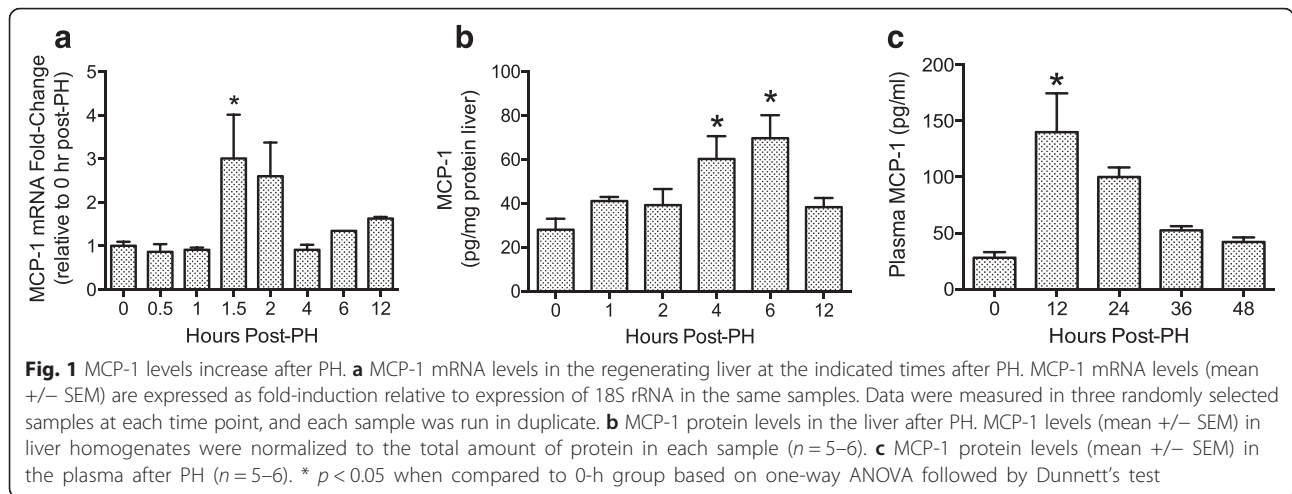 a
MCP-1 mRNA Fold-Change
(relative to 0 hr post-PH)
5
4
3
2
1
0
*
0 0.5 1 1.5 2 4 6 12
Hours Post-PH
b
MCP-1
(pg/mg protein liver)
100
80
60
40
20
0
* *
0 1 2 4 6 12
Hours Post-PH
c
Plasma MCP-1 (pg/ml)
200
150
100
50
0
*
0 12 24 36 48
Hours Post-PH
Fig. 1 MCP-1 levels increase after PH. a MCP-1 mRNA levels in the regenerating liver at the indicated times after PH. MCP-1 mRNA levels (mean
+/− SEM) are expressed as fold-induction relative to expression of 18S rRNA in the same samples. Data were measured in three randomly selected
samples at each time point, and each sample was run in duplicate. b MCP-1 protein levels in the liver after PH. MCP-1 levels (mean +/− SEM) in
liver homogenates were normalized to the total amount of protein in each sample (n = 5–6). c MCP-1 protein levels (mean +/− SEM) in
the plasma after PH (n = 5–6). * p < 0.05 when compared to 0-h group based on one-way ANOVA followed by Dunnett's test